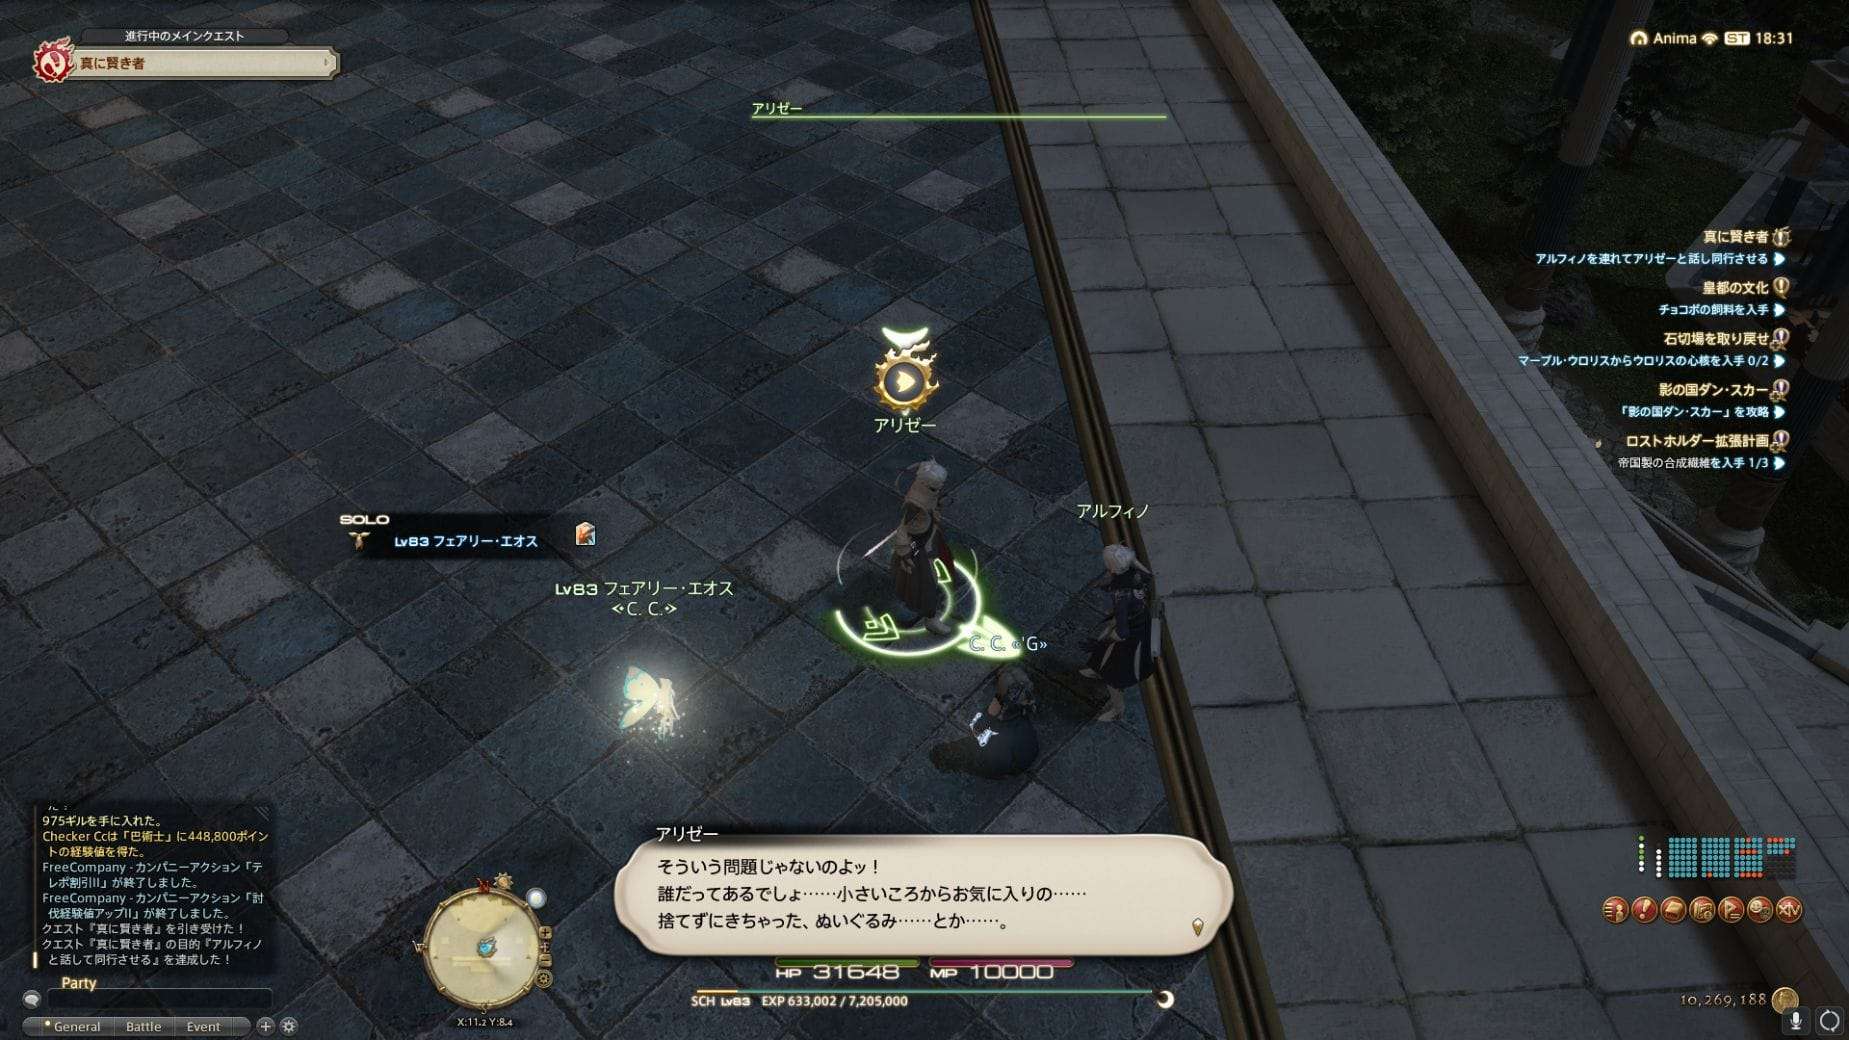 進行中のメインクエスト
真に賢き者
Anima ST 18:31
アリゼー
真に賢き者
アルフィノを連れてアリゼーと話し同行させる
皇都の文化
チョコボの飼料を入手
石切場を取り戻せ
マーブル・ウロリスからウロリスの心核を入手 0/2
影の国ダン・スカー
「影の国ダン・スカー」を攻略
ロストホルダー拡張計画
帝国製の合成繊維を入手 1/3
アリゼー
アルフィノ
SOLO
Lv83 フェアリー・エオス
Lv83 フェアリー・エオス
<C. C.>
C. C. «'G»
975ギルを手に入れた。
Checker Ccは「巴術士」に448,800ポイン
トの経験値を得た。
FreeCompany - カンパニーアクション「テ
レポ割引II」が終了しました。
FreeCompany - カンパニーアクション「討
伐経験値アップII」が終了しました。
クエスト『真に賢き者』を引き受けた！
クエスト『真に賢き者』の目的『アルフィノ
と話して同行させる』を達成した！
Party
General Battle Event
N
W
X:11.2 Y:8.4
アリゼー
そういう問題じゃないのよッ！
誰だってあるでしょ……小さいころからお気に入りの……
捨てずにきちゃった、ぬいぐるみ……とか……。
HP 31648 MP 10000
SCH Lv83 EXP 633,002 / 7,205,000
XIV
10,269,188